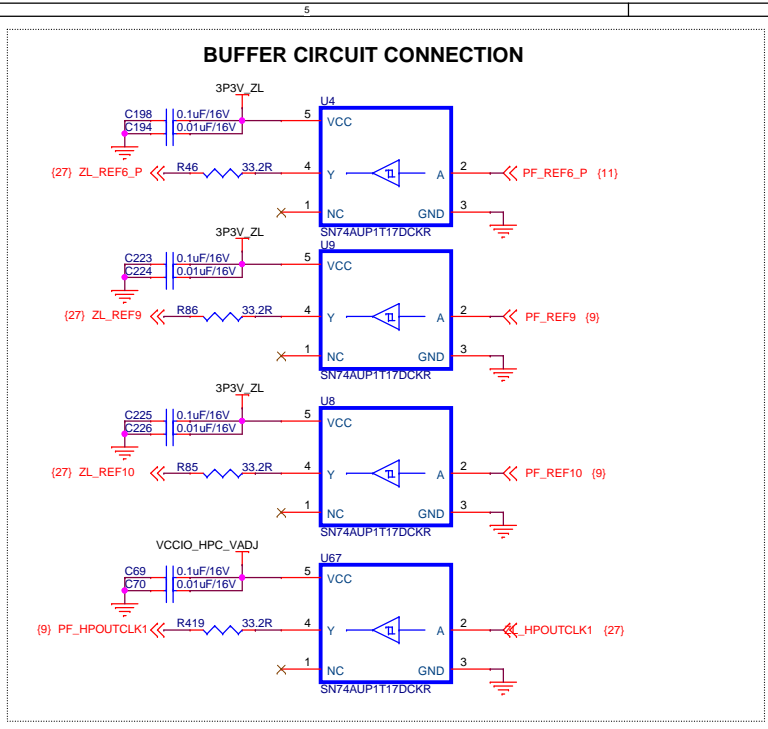 5
BUFFER CIRCUIT CONNECTION
3P3V_ZL
U4
C198 0.1uF/16V 5 VCC
C194 0.01uF/16V
{27} ZL_REF6_P R46 33.2R 4 Y A 2 PF_REF6_P {11}
1 NC GND 3
SN74AUP1T17DCKR
3P3V_ZL
U9
C223 0.1uF/16V 5 VCC
C224 0.01uF/16V
{27} ZL_REF9 R86 33.2R 4 Y A 2 PF_REF9 {9}
1 NC GND 3
SN74AUP1T17DCKR
3P3V_ZL
U8
C225 0.1uF/16V 5 VCC
C226 0.01uF/16V
{27} ZL_REF10 R85 33.2R 4 Y A 2 PF_REF10 {9}
1 NC GND 3
SN74AUP1T17DCKR
VCCIO_HPC_VADJ
U67
C69 0.1uF/16V 5 VCC
C70 0.01uF/16V
{9} PF_HPOUTCLK1 R419 33.2R 4 Y A 2 ZL_HPOUTCLK1 {27}
1 NC GND 3
SN74AUP1T17DCKR